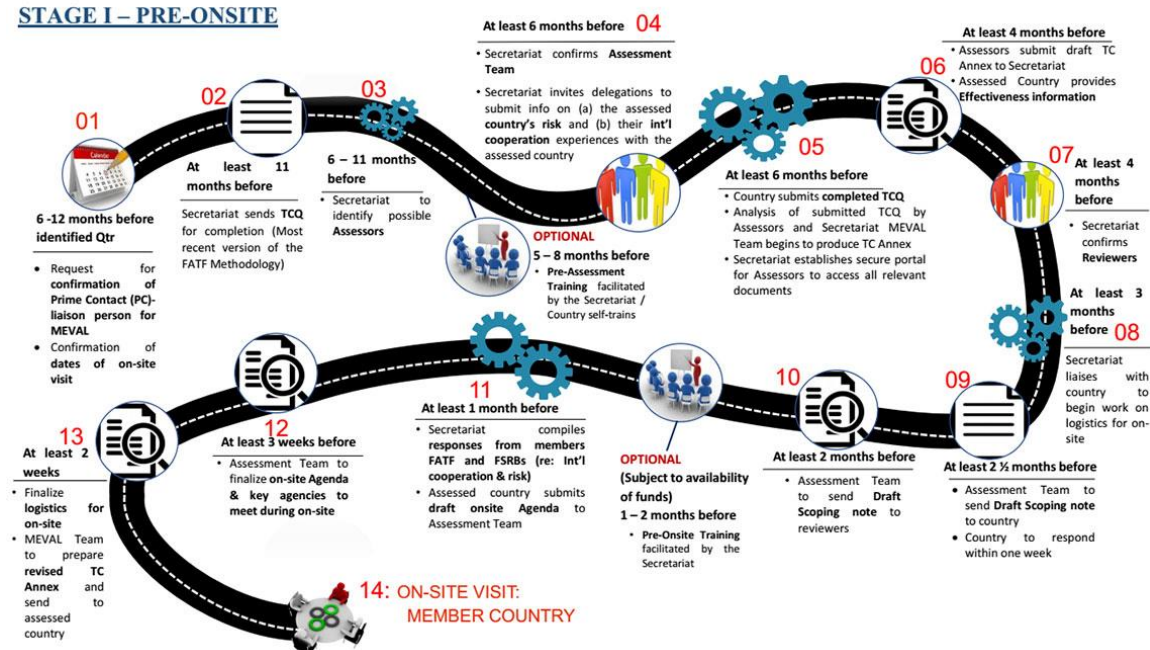 STAGE I – PRE-ONSITE
01
Calendar
6 -12 months before
identified Qtr
• Request for
confirmation of
Prime Contact (PC)-
liaison person for
MEVAL
• Confirmation of
dates of on-site
visit
02
At least 11
months before
Secretariat sends TCQ
for completion (Most
recent version of the
FATF Methodology)
03
6 – 11 months
before
• Secretariat to
identify possible
Assessors
At least 6 months before 04
• Secretariat confirms Assessment
Team
• Secretariat invites delegations to
submit info on (a) the assessed
country's risk and (b) their int'l
cooperation experiences with the
assessed country
OPTIONAL
5 – 8 months before
• Pre-Assessment
Training facilitated
by the Secretariat /
Country self-trains
05
At least 6 months before
• Country submits completed TCQ
• Analysis of submitted TCQ by
Assessors and Secretariat MEVAL
Team begins to produce TC Annex
• Secretariat establishes secure portal
for Assessors to access all relevant
documents
At least 4 months before
06
• Assessors submit draft TC
Annex to Secretariat
• Assessed Country provides
Effectiveness information
07
At least 4
months
before
• Secretariat
confirms
Reviewers
At least 3
months
before 08
Secretariat
liaises with
country to
begin work on
logistics for on-
site
09
At least 2 ½ months before
• Assessment Team to
send Draft Scoping note
to country
• Country to respond
within one week
10
At least 2 months before
• Assessment Team
to send Draft
Scoping note to
reviewers
OPTIONAL
(Subject to availability
of funds)
1 – 2 months before
• Pre-Onsite Training
facilitated by the
Secretariat
11
At least 1 month before
• Secretariat compiles
responses from members
FATF and FSRBs (re: Int'l
cooperation & risk)
• Assessed country submits
draft onsite Agenda to
Assessment Team
12
At least 3 weeks before
• Assessment Team to
finalize on-site Agenda
& key agencies to
meet during on-site
13
At least 2
weeks
• Finalize
logistics for
on-site
• MEVAL Team
to prepare
revised TC
Annex and
send to
assessed
country
14: ON-SITE VISIT:
MEMBER COUNTRY